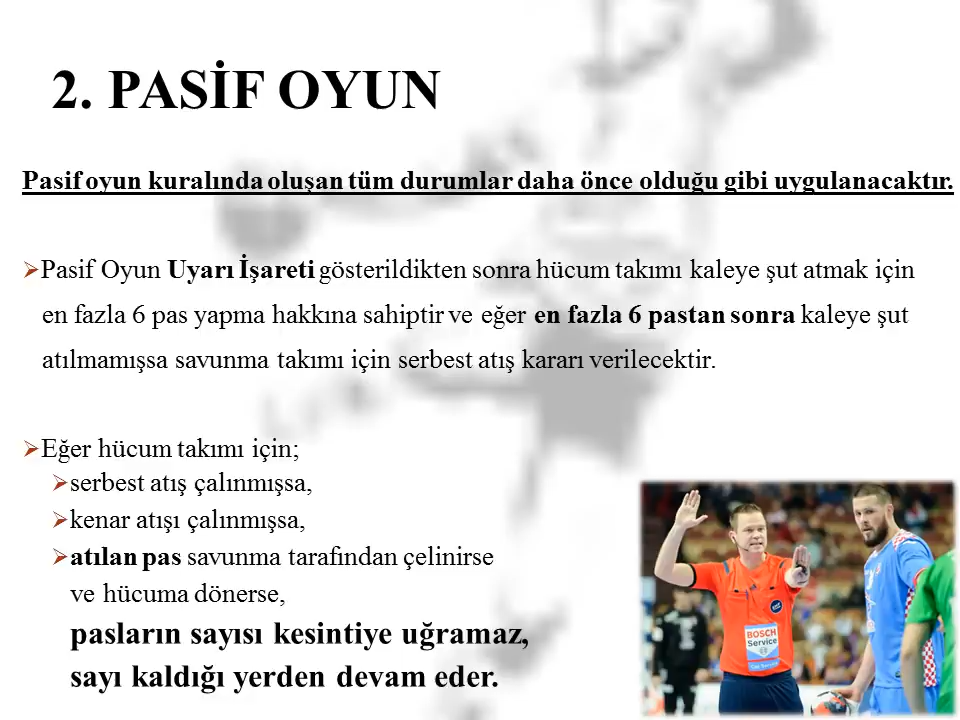 2. PASİF OYUN
Pasif oyun kuralında oluşan tüm durumlar daha önce olduğu gibi uygulanacaktır.
Pasif Oyun Uyarı İşareti gösterildikten sonra hücum takımı kaleye şut atmak için
en fazla 6 pas yapma hakkına sahiptir ve eğer en fazla 6 pastan sonra kaleye şut
atılmamışsa savunma takımı için serbest atış kararı verilecektir.
Eğer hücum takımı için;
serbest atış çalınmışsa,
kenar atışı çalınmışsa,
atılan pas savunma tarafından çelinirse
ve hücuma dönerse,
pasların sayısı kesintiye uğramaz,
sayı kaldığı yerden devam eder.
BOSCH
Service